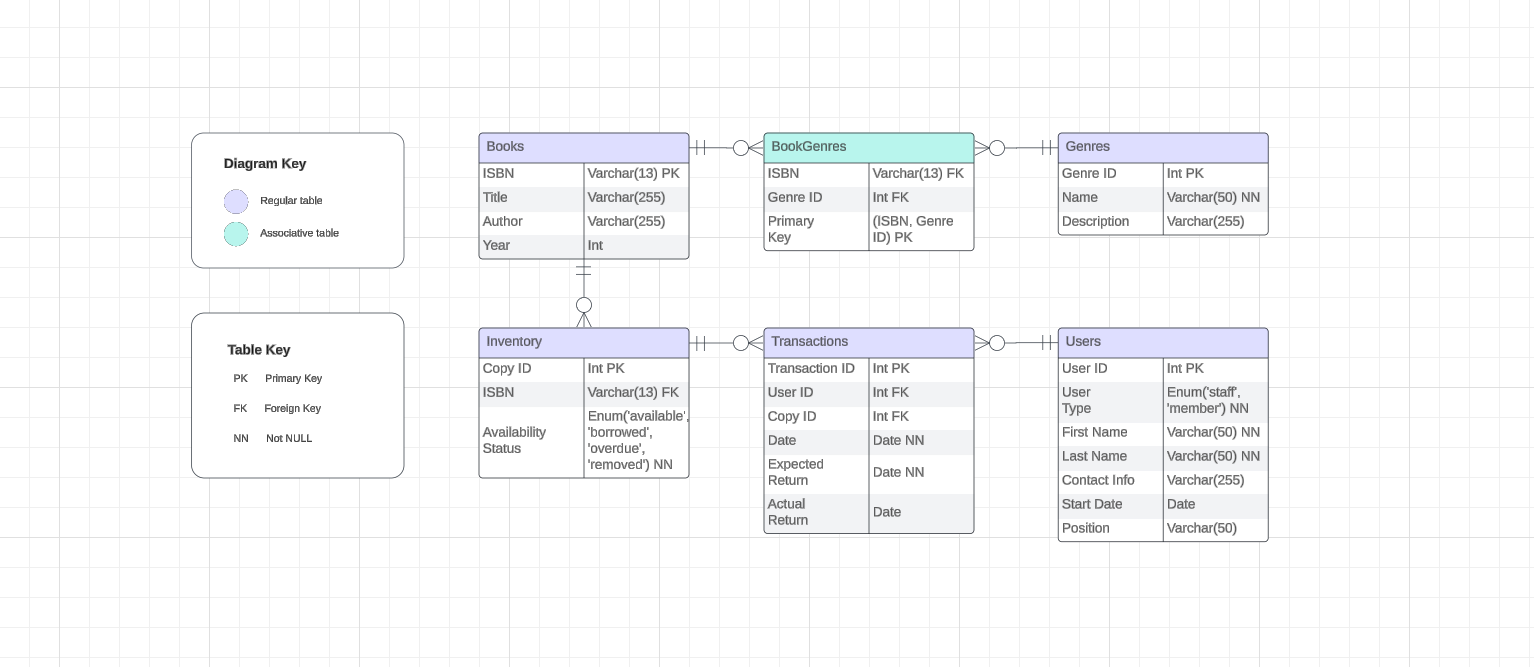 Diagram Key
Regular table
Associative table
Table Key
PK Primary Key
FK Foreign Key
NN Not NULL
Books
ISBN Varchar(13) PK
Title Varchar(255)
Author Varchar(255)
Year Int
BookGenres
ISBN Varchar(13) FK
Genre ID Int FK
Primary (ISBN, Genre
Key ID) PK
Genres
Genre ID Int PK
Name Varchar(50) NN
Description Varchar(255)
Inventory
Copy ID Int PK
ISBN Varchar(13) FK
Enum('available',
Availability 'borrowed',
Status 'overdue',
'removed') NN
Transactions
Transaction ID Int PK
User ID Int FK
Copy ID Int FK
Date Date NN
Expected
Return Date NN
Actual
Return Date
Users
User ID Int PK
User Enum('staff',
Type 'member') NN
First Name Varchar(50) NN
Last Name Varchar(50) NN
Contact Info Varchar(255)
Start Date Date
Position Varchar(50)